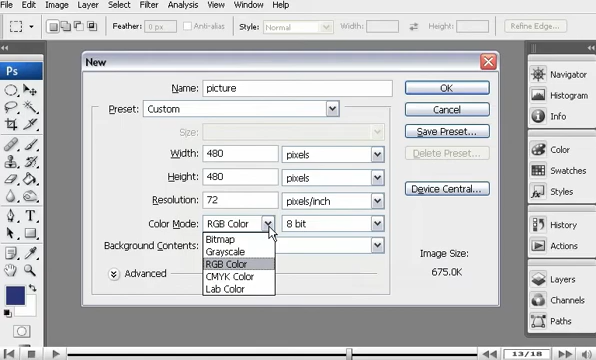 File Edit Image Layer Select Filter Analysis View Window Help
Feather: 0 px Anti-alias Style: Normal Width: Height: Refine Edge...
Ps
New
Name: picture
OK
Preset: Custom
Cancel
Size:
Save Preset...
Width: 480 pixels
Delete Preset...
Height: 480 pixels
Resolution: 72 pixels/inch
Device Central...
Color Mode: RGB Color 8 bit
Bitmap
Background Contents:
Grayscale
RGB Color
CMYK Color
Lab Color
Advanced
Image Size:
675.0K
Navigator
Histogram
Info
Color
Swatches
Styles
History
Actions
Layers
Channels
Paths
13/18